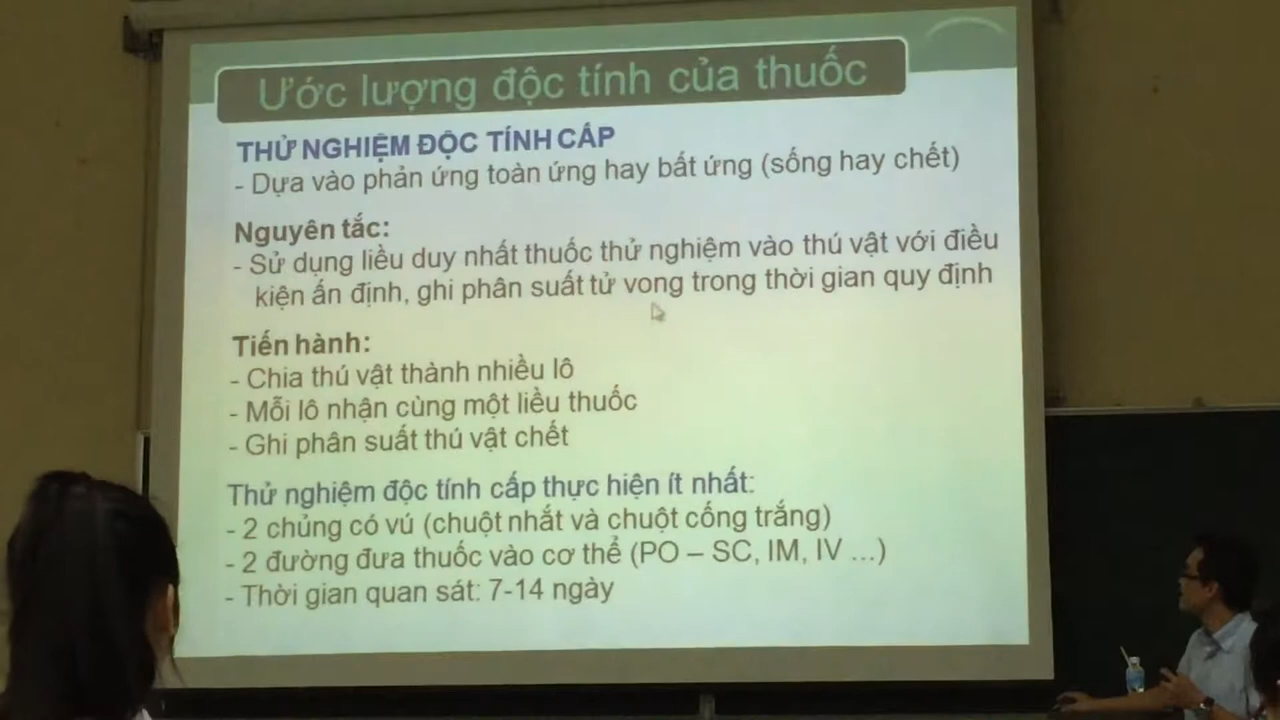 Ước lượng độc tính của thuốc
THỬ NGHIỆM ĐỘC TÍNH CẤP
- Dựa vào phản ứng toàn ứng hay bất ứng (sống hay chết)
Nguyên tắc:
- Sử dụng liều duy nhất thuốc thử nghiệm vào thú vật với điều
kiện ấn định, ghi phân suất tử vong trong thời gian quy định
Tiến hành:
- Chia thú vật thành nhiều lô
- Mỗi lô nhận cùng một liều thuốc
- Ghi phân suất thú vật chết
Thử nghiệm độc tính cấp thực hiện ít nhất:
- 2 chủng có vú (chuột nhắt và chuột cống trắng)
- 2 đường đưa thuốc vào cơ thể (PO – SC, IM, IV ...)
- Thời gian quan sát: 7-14 ngày